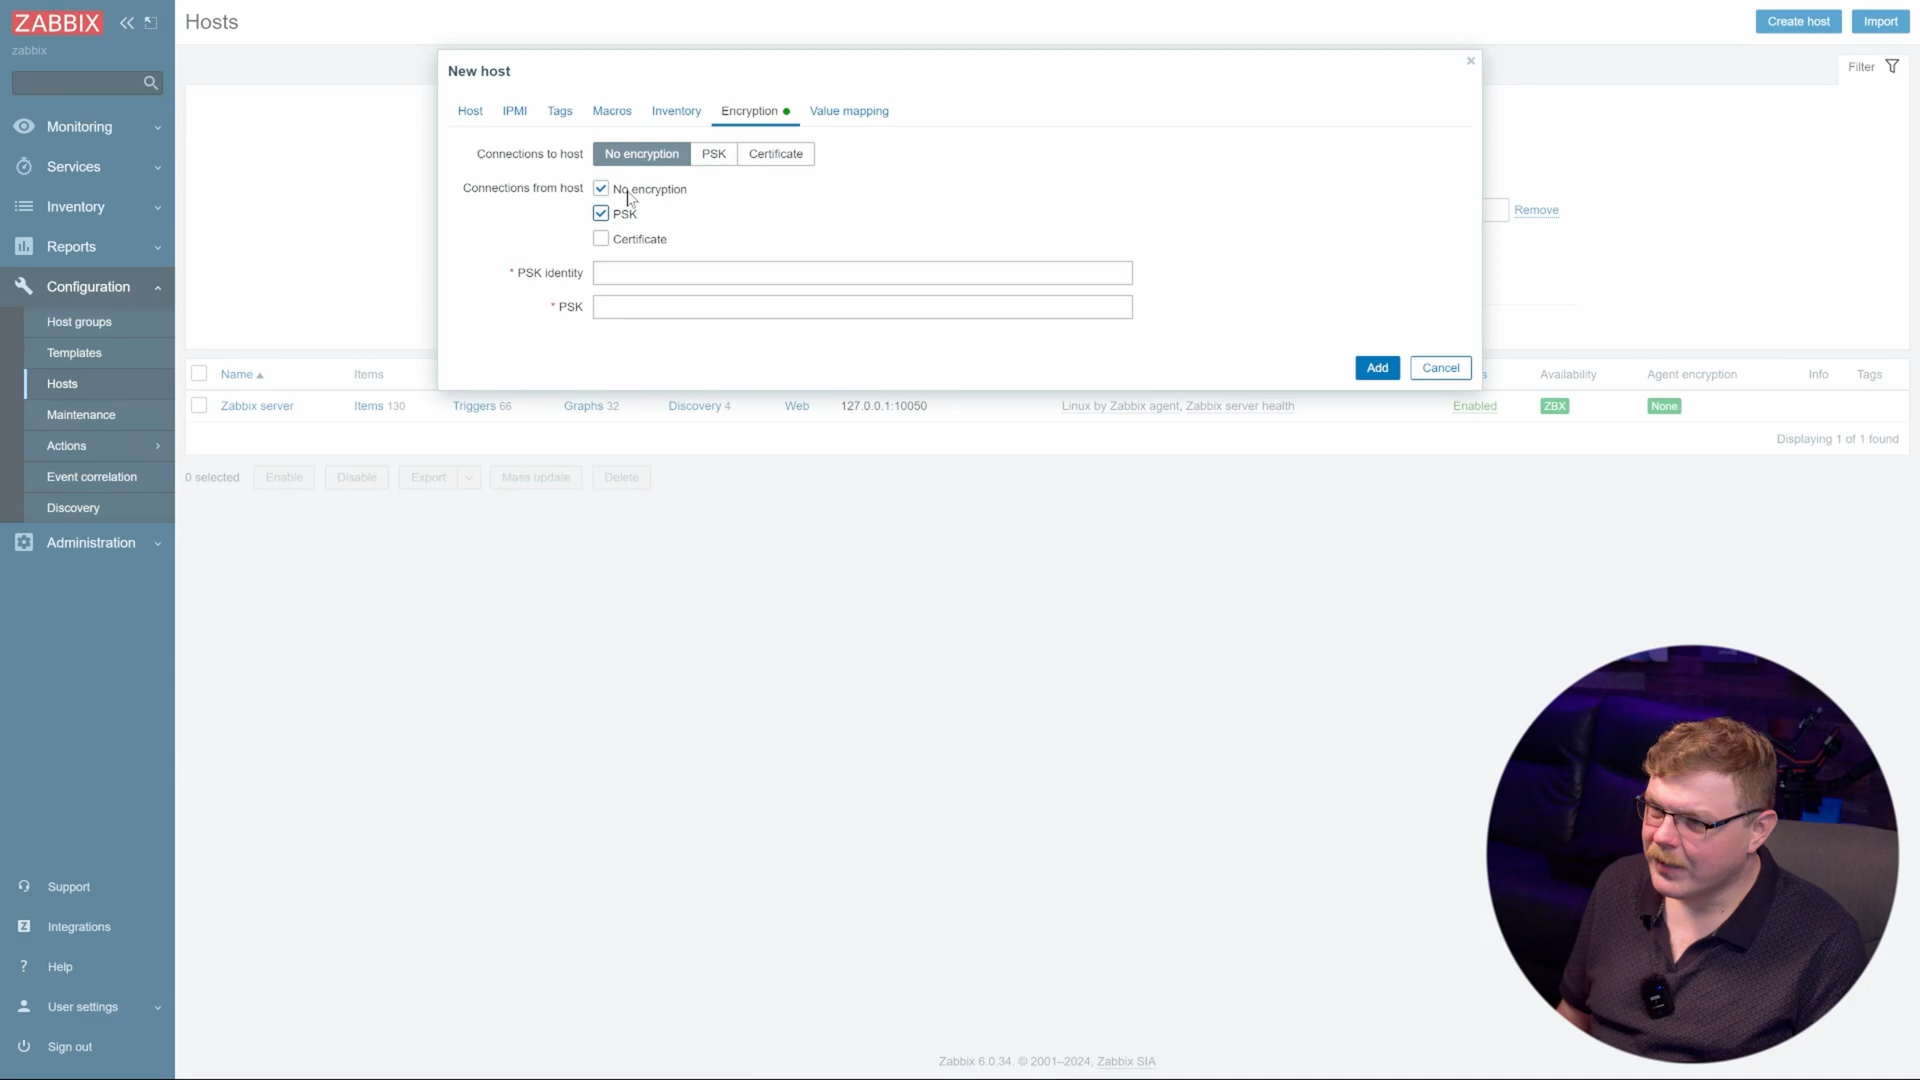 ZABBIX
zabbix
Monitoring
Services
Inventory
Reports
Configuration
Host groups
Templates
Hosts
Maintenance
Actions
Event correlation
Discovery
Administration
Support
Integrations
Help
User settings
Sign out
Hosts
Create host Import
Filter
New host
Host IPMI Tags Macros Inventory Encryption Value mapping
Connections to host No encryption PSK Certificate
Connections from host No encryption
PSK
Certificate
* PSK identity
* PSK
Add Cancel
Remove
Name Items Availability Agent encryption Info Tags
Zabbix server Items 130 Triggers 66 Graphs 32 Discovery 4 Web 127.0.0.1:10050 Linux by Zabbix agent, Zabbix server health Enabled ZBX None
Displaying 1 of 1 found
0 selected Enable Disable Export Mass update Delete
Zabbix 6.0.34. © 2001–2024, Zabbix SIA